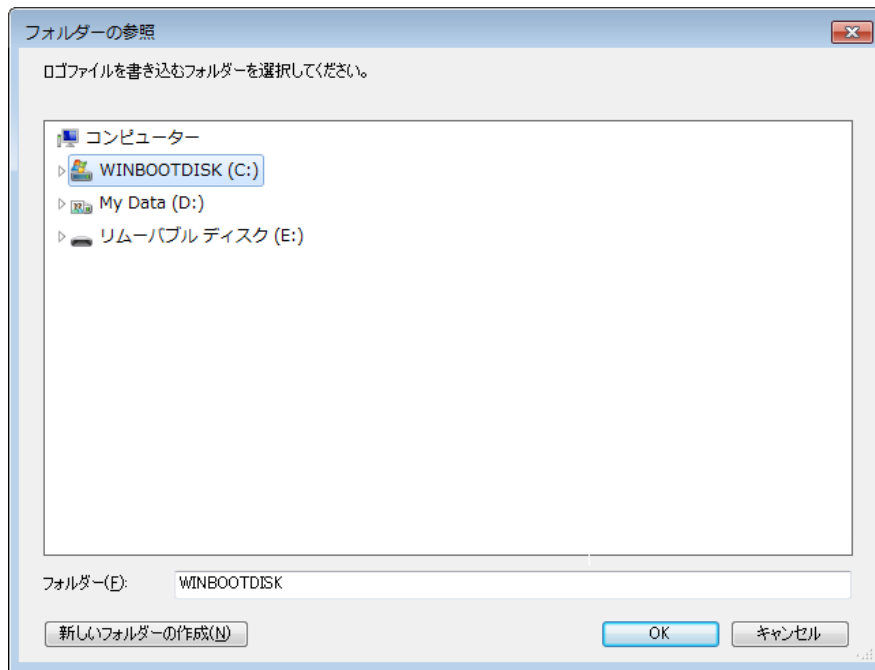 フォルダーの参照
ロゴファイルを書き込むフォルダーを選択してください。
コンピューター
WINBOOTDISK (C:)
My Data (D:)
リムーバブル ディスク (E:)
フォルダー(F): WINBOOTDISK
新しいフォルダーの作成(N) OK キャンセル